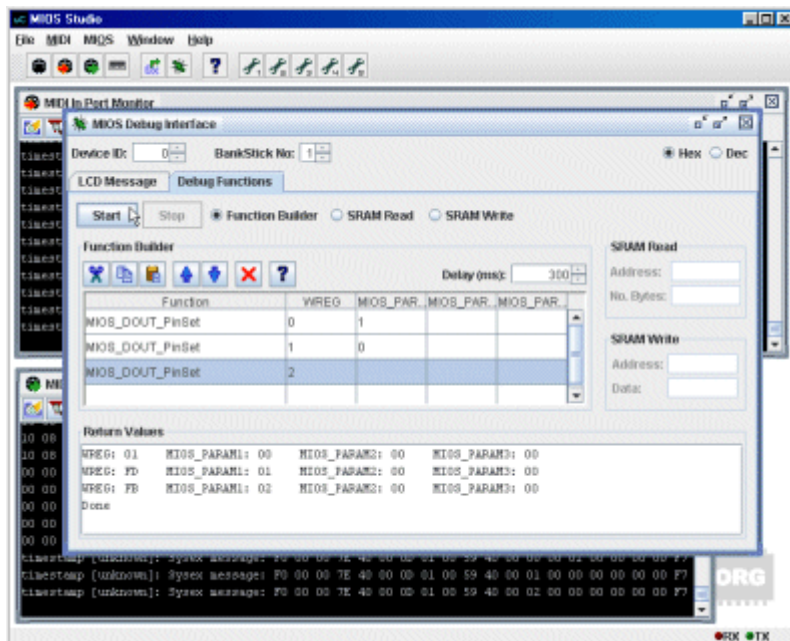 MIOS Studio
File MIDI MIOS Window Help
MIDI In Port Monitor
MIOS Debug Interface
Device ID: 0 BankStick No: 1 Hex Dec
LCD Message Debug Functions
Start Stop Function Builder SRAM Read SRAM Write
Function Builder SRAM Read
Delay (ms): 300 Address:
Function WREG MIOS_PAR... MIOS_PAR... MIOS_PAR... No. Bytes:
MIOS_DOUT_PinSet 0 1
MIOS_DOUT_PinSet 1 0 SRAM Write
MIOS_DOUT_PinSet 2 Address:
Data:
Return Values
WREG: 01 MIOS_PARAM1: 00 MIOS_PARAM2: 00 MIOS_PARAM3: 00
WREG: FD MIOS_PARAM1: 01 MIOS_PARAM2: 00 MIOS_PARAM3: 00
WREG: FB MIOS_PARAM1: 02 MIOS_PARAM2: 00 MIOS_PARAM3: 00
Done
timestamp [unknown]: Sysex message: F0 00 00 7E 40 00 0D 01 00 59 40 00 01 00 00 00 00 00 00 F7
timestamp [unknown]: Sysex message: F0 00 00 7E 40 00 0D 01 00 59 40 00 02 00 00 00 00 00 00 F7
ORG
RX TX